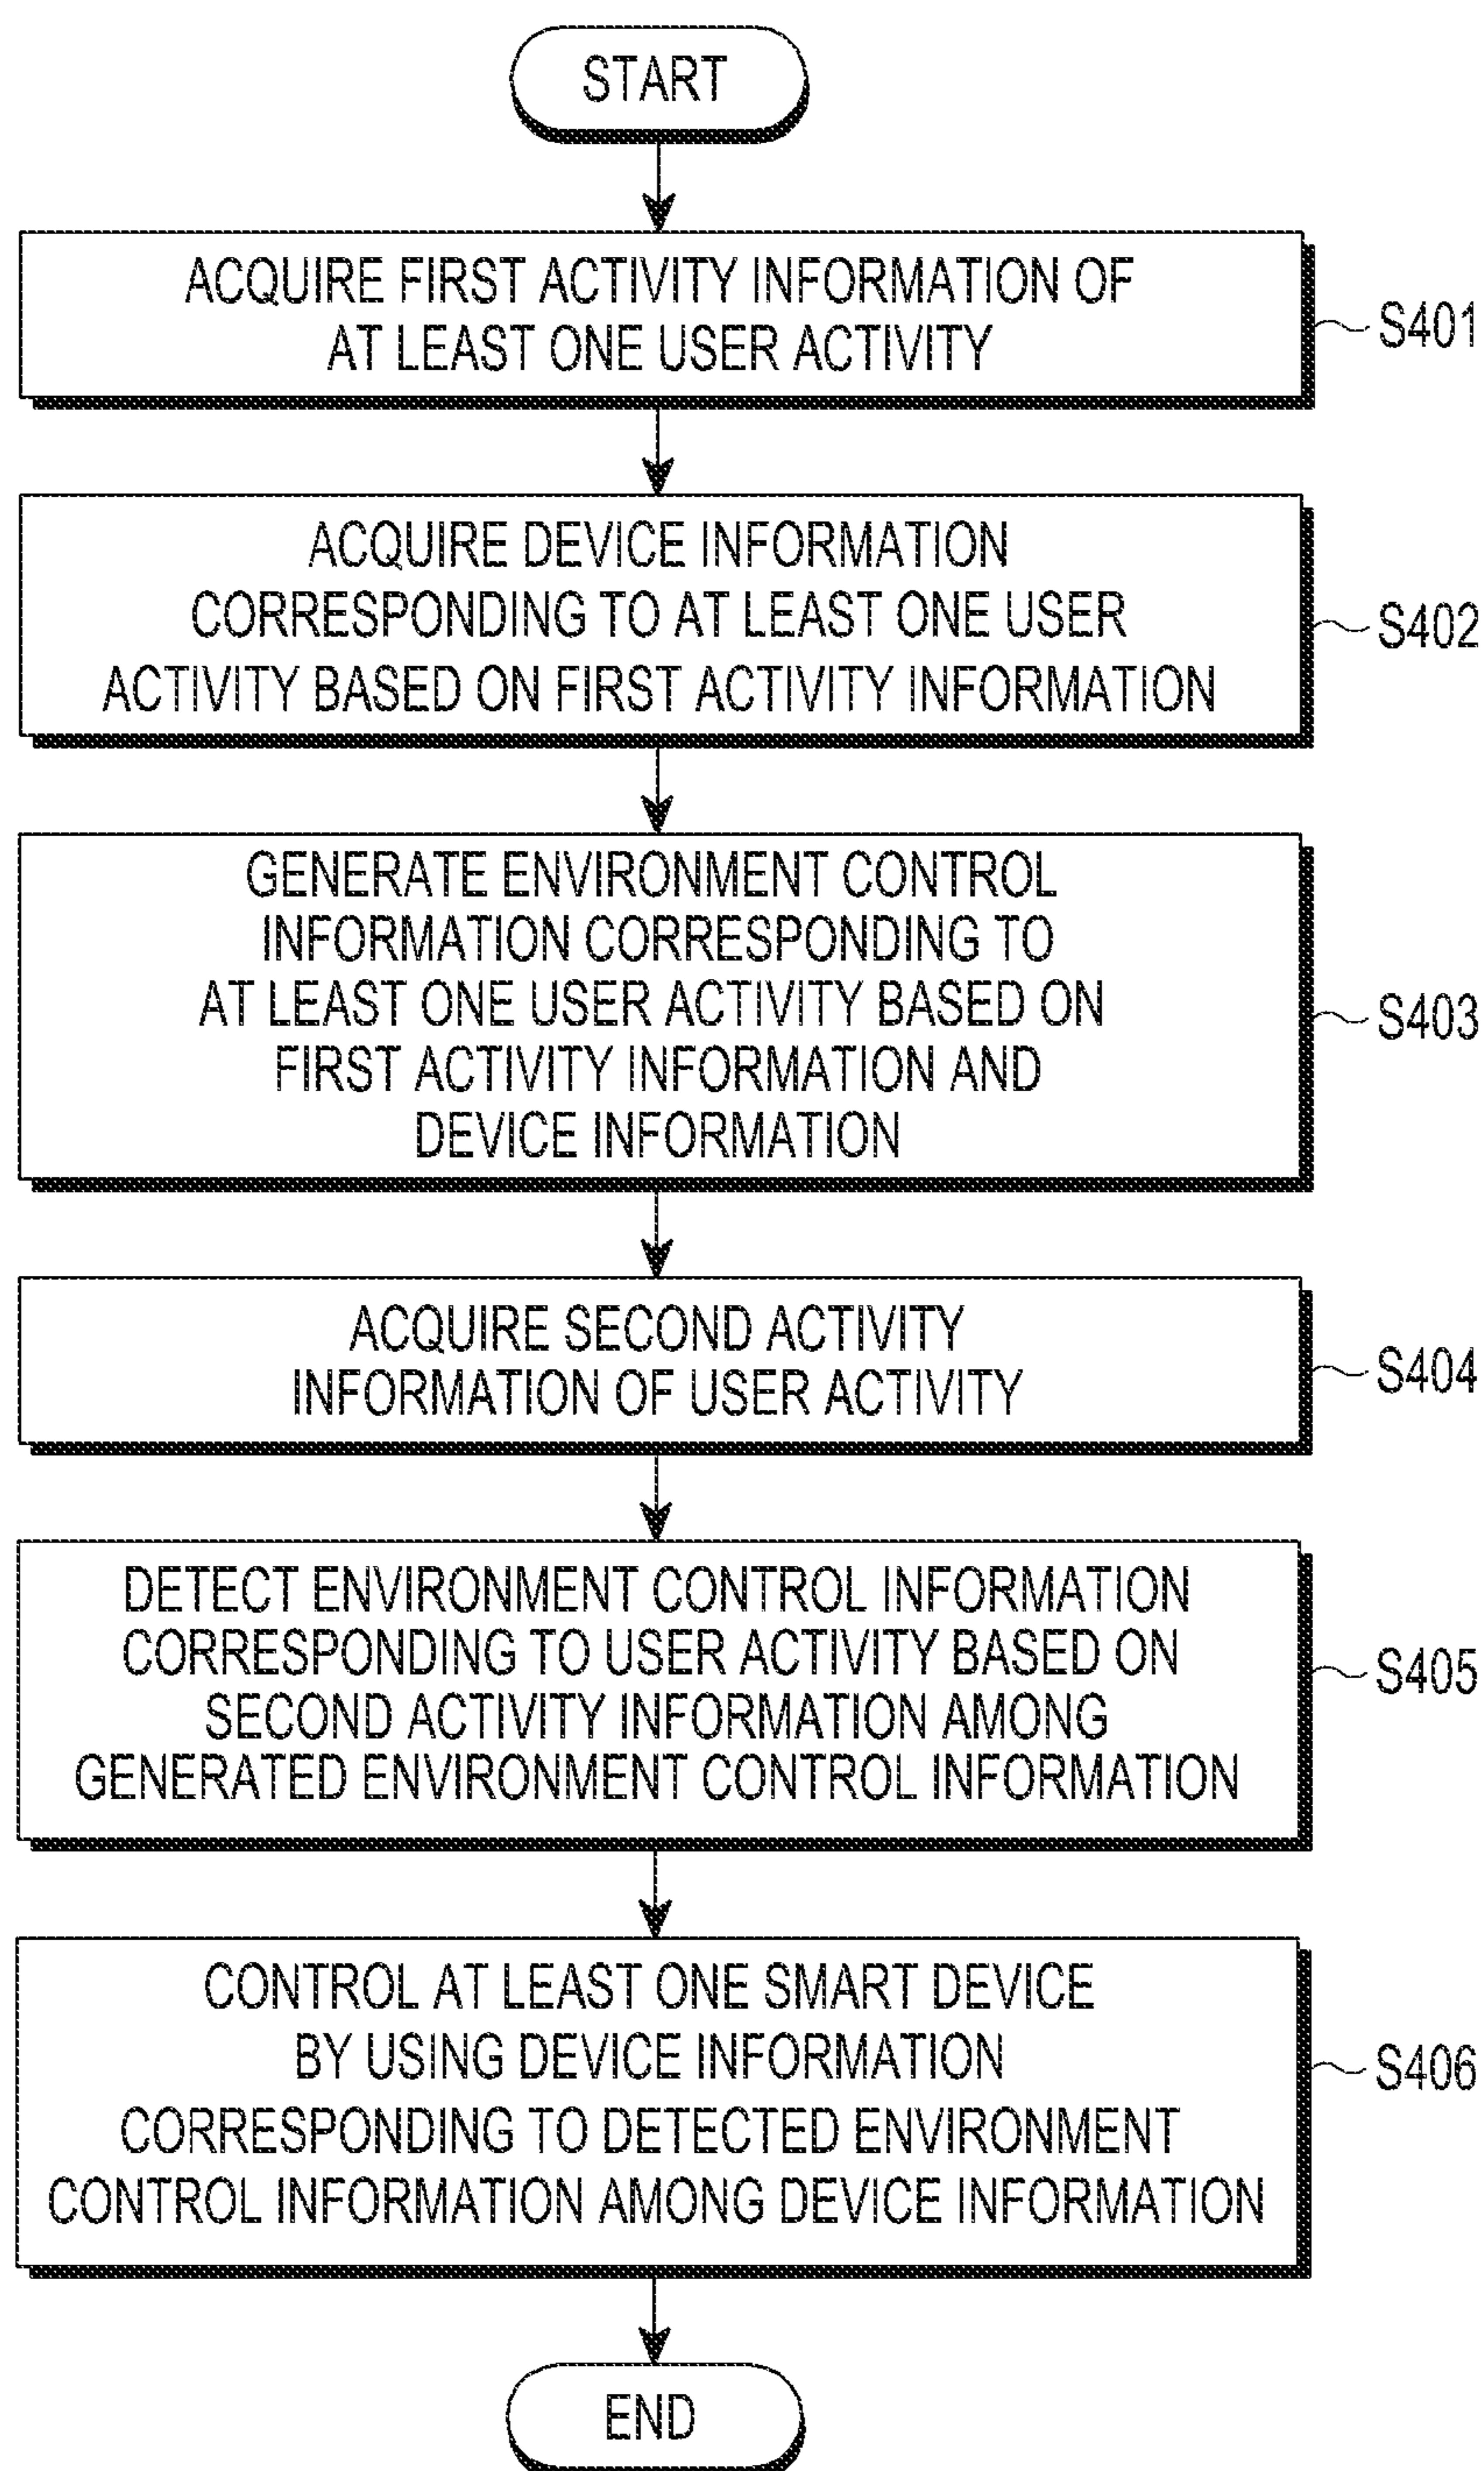 START
ACQUIRE FIRST ACTIVITY INFORMATION OF
AT LEAST ONE USER ACTIVITY
S401
ACQUIRE DEVICE INFORMATION
CORRESPONDING TO AT LEAST ONE USER
ACTIVITY BASED ON FIRST ACTIVITY INFORMATION
S402
GENERATE ENVIRONMENT CONTROL
INFORMATION CORRESPONDING TO
AT LEAST ONE USER ACTIVITY BASED ON
FIRST ACTIVITY INFORMATION AND
DEVICE INFORMATION
S403
ACQUIRE SECOND ACTIVITY
INFORMATION OF USER ACTIVITY
S404
DETECT ENVIRONMENT CONTROL INFORMATION
CORRESPONDING TO USER ACTIVITY BASED ON
SECOND ACTIVITY INFORMATION AMONG
GENERATED ENVIRONMENT CONTROL INFORMATION
S405
CONTROL AT LEAST ONE SMART DEVICE
BY USING DEVICE INFORMATION
CORRESPONDING TO DETECTED ENVIRONMENT
CONTROL INFORMATION AMONG DEVICE INFORMATION
S406
END